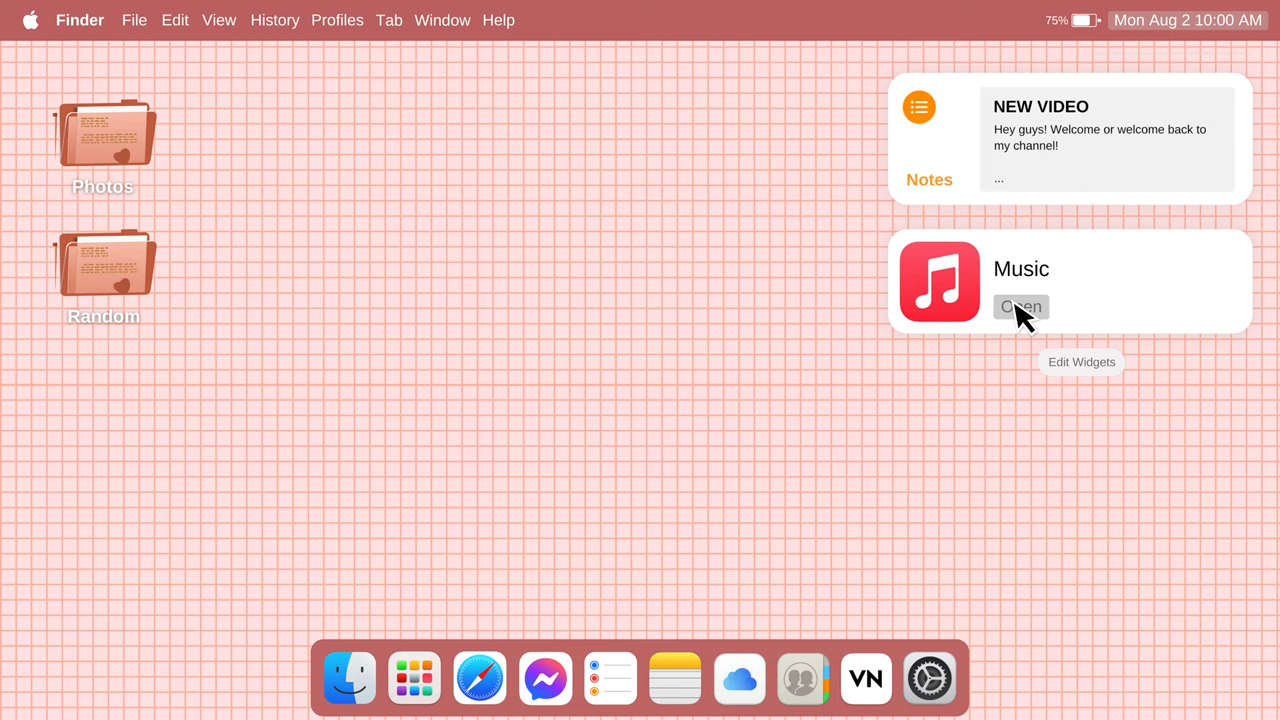 Finder File Edit View History Profiles Tab Window Help 75% Mon Aug 2 10:00 AM
Photos
Random
NEW VIDEO
Hey guys! Welcome or welcome back to
my channel!
...
Notes
Music
Open
Edit Widgets
VN